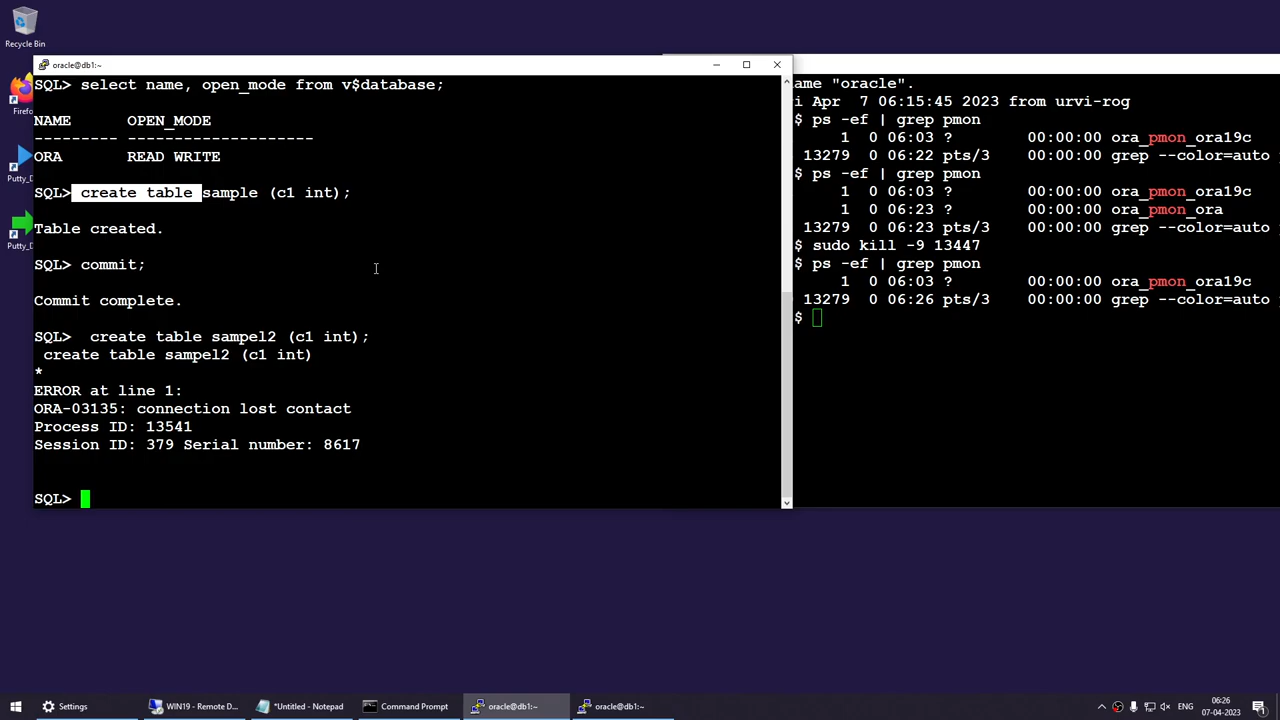 Recycle Bin
Firefo
Putty_D
Putty_D
oracle@db1:~
SQL> select name, open_mode from v$database;
NAME OPEN_MODE
--------- --------------------
ORA READ WRITE
SQL> create table sample (c1 int);
Table created.
SQL> commit;
Commit complete.
SQL>  create table sampel2 (c1 int);
 create table sampel2 (c1 int)
*
ERROR at line 1:
ORA-03135: connection lost contact
Process ID: 13541
Session ID: 379 Serial number: 8617
SQL>
ame "oracle".
i Apr  7 06:15:45 2023 from urvi-rog
$ ps -ef | grep pmon
1  0 06:03 ?        00:00:00 ora_pmon_ora19c
13279  0 06:22 pts/3    00:00:00 grep --color=auto
$ ps -ef | grep pmon
1  0 06:03 ?        00:00:00 ora_pmon_ora19c
1  0 06:23 ?        00:00:00 ora_pmon_ora
13279  0 06:23 pts/3    00:00:00 grep --color=auto
$ sudo kill -9 13447
$ ps -ef | grep pmon
1  0 06:03 ?        00:00:00 ora_pmon_ora19c
13279  0 06:26 pts/3    00:00:00 grep --color=auto
$
Settings
WIN19 - Remote D...
*Untitled - Notepad
Command Prompt
oracle@db1:~
oracle@db1:~
ENG
06:26
07-04-2023
1